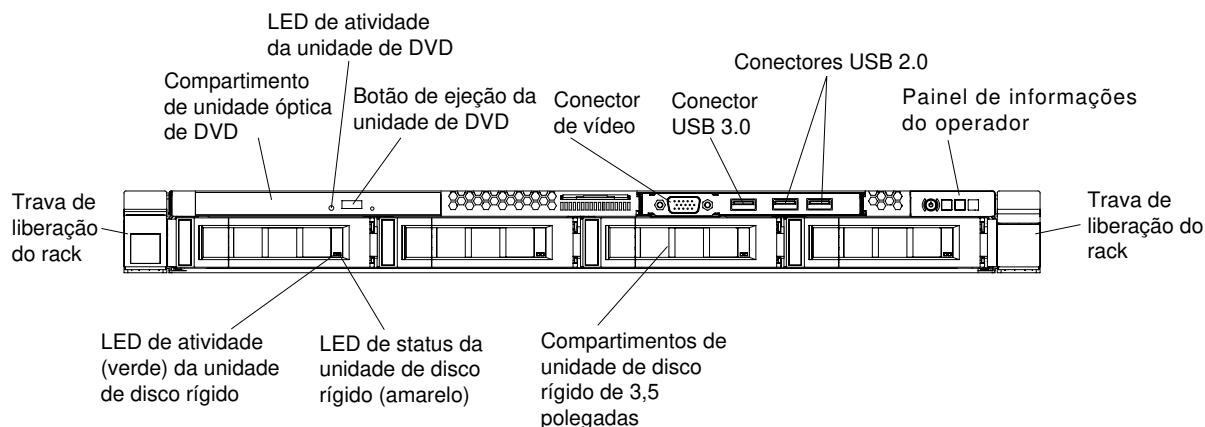 LED de atividade
da unidade de DVD
Compartimento
de unidade óptica
de DVD
Botão de ejeção da
unidade de DVD
Conector
de vídeo
Conector
USB 3.0
Conectores USB 2.0
Painel de informações
do operador
Trava de
liberação
do rack
Trava de
liberação do
rack
LED de atividade
(verde) da unidade
de disco rígido
LED de status da
unidade de disco
rígido (amarelo)
Compartimentos de
unidade de disco
rígido de 3,5
polegadas